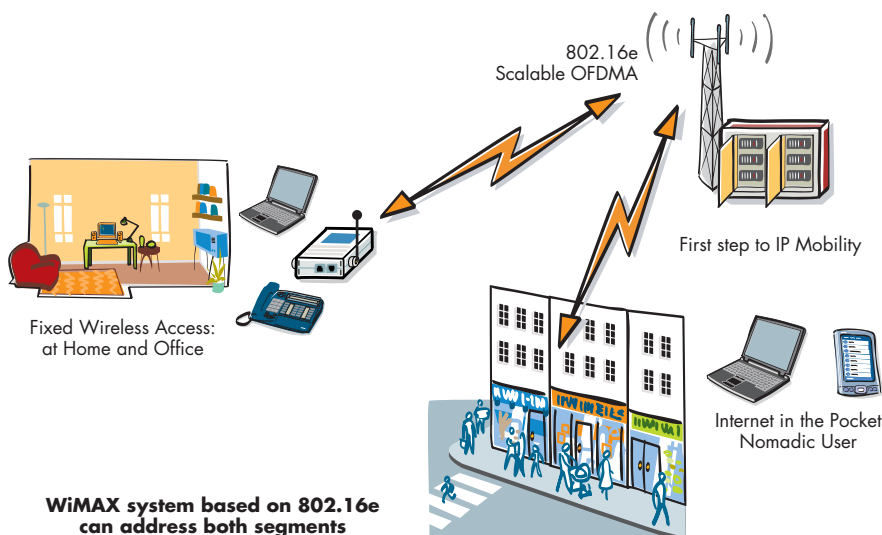 802.16e
Scalable OFDMA
First step to IP Mobility
Fixed Wireless Access:
at Home and Office
Internet in the Pocket
Nomadic User
WiMAX system based on 802.16e
can address both segments